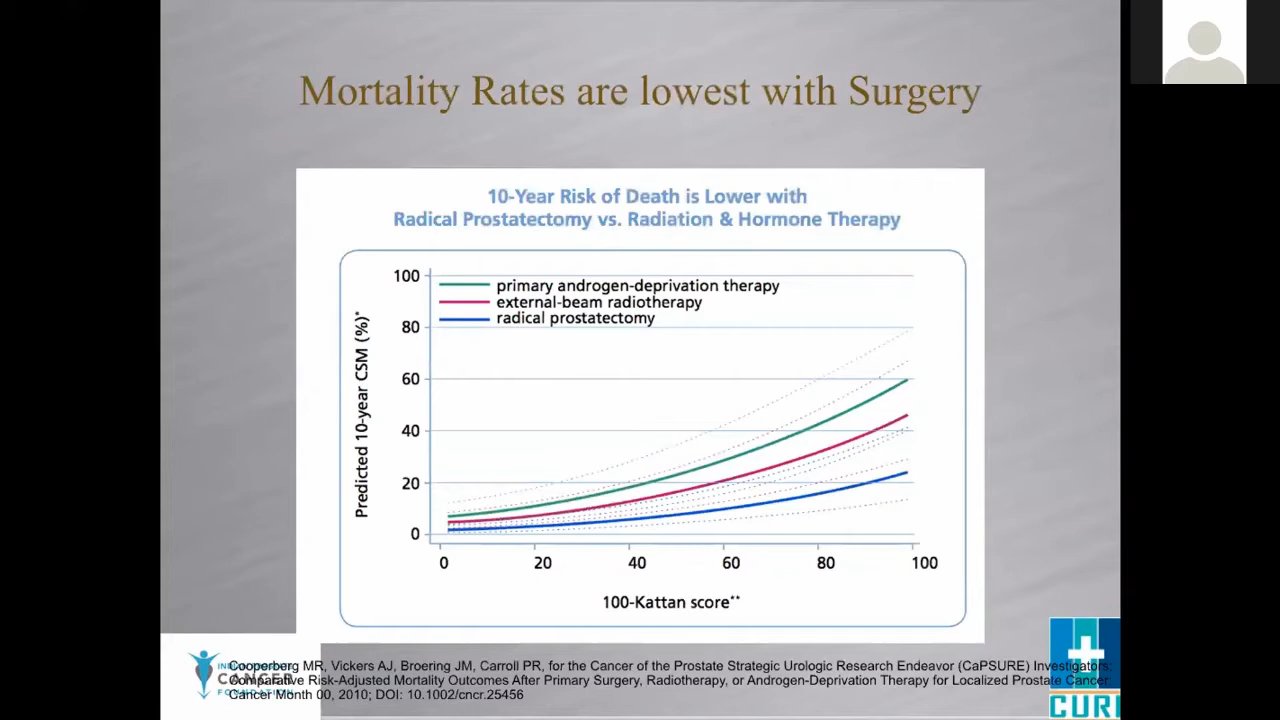 Mortality Rates are lowest with Surgery
10-Year Risk of Death is Lower with
Radical Prostatectomy vs. Radiation & Hormone Therapy
primary androgen-deprivation therapy
external-beam radiotherapy
radical prostatectomy
Predicted 10-year CSM (%)*
100
80
60
40
20
0
0 20 40 60 80 100
100-Kattan score**
Cooperberg MR, Vickers AJ, Broering JM, Carroll PR, for the Cancer of the Prostate Strategic Urologic Research Endeavor (CaPSURE) Investigators:
Comparative Risk-Adjusted Mortality Outcomes After Primary Surgery, Radiotherapy, or Androgen-Deprivation Therapy for Localized Prostate Cancer
Cancer Month 00, 2010; DOI: 10.1002/cncr.25456
CANCER
FOUNDATION